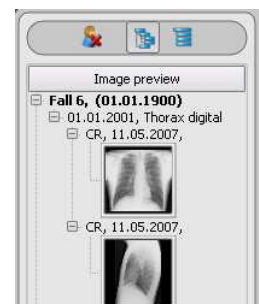 Image preview
Fall 6, (01.01.1900)
01.01.2001, Thorax digital
CR, 11.05.2007,
CR, 11.05.2007,